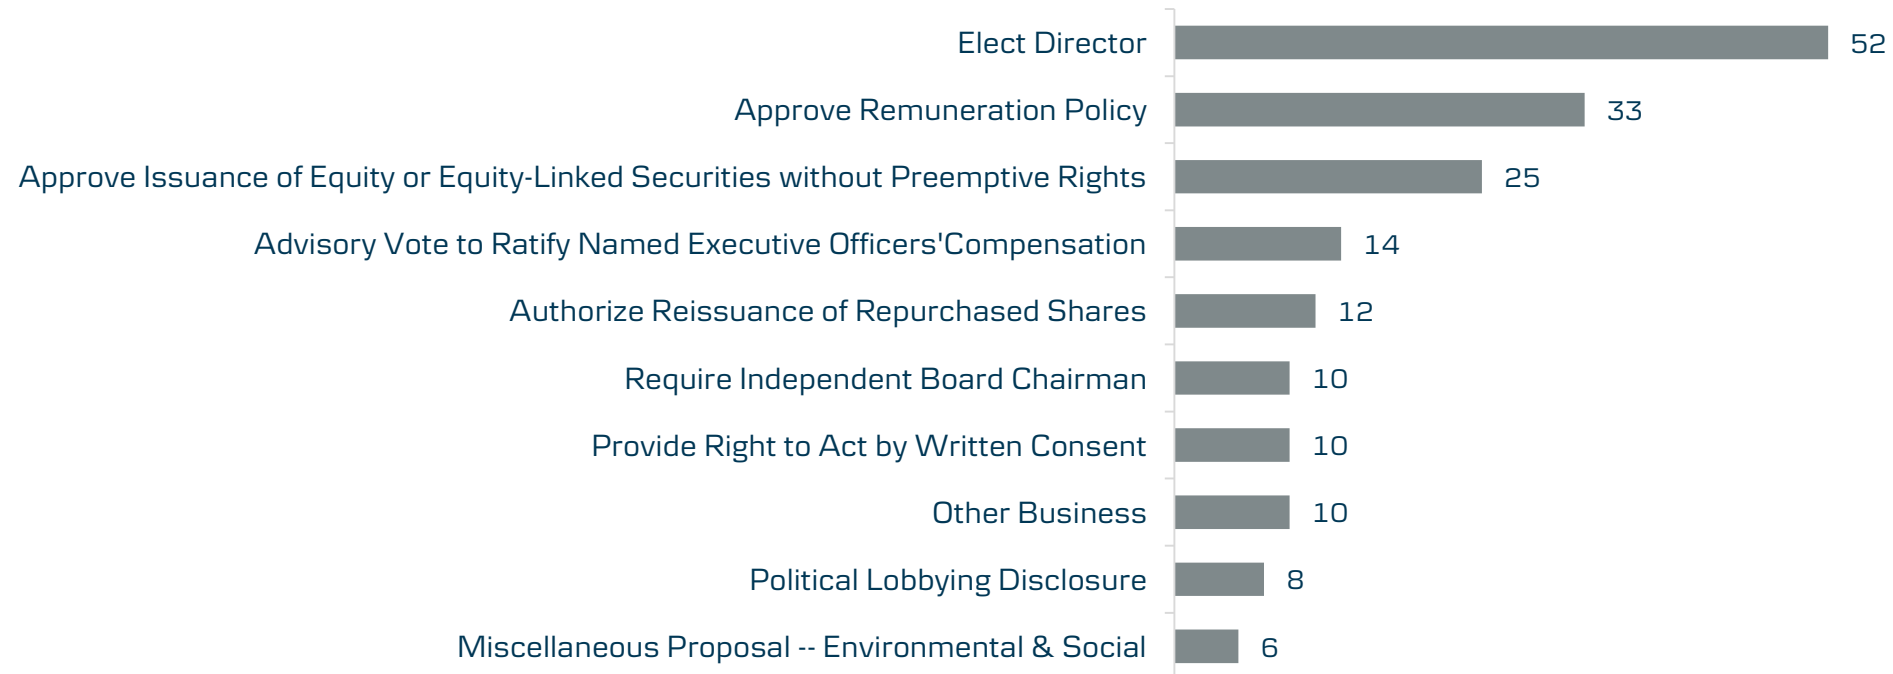 Elect Director 52
Approve Remuneration Policy 33
Approve Issuance of Equity or Equity-Linked Securities without Preemptive Rights 25
Advisory Vote to Ratify Named Executive Officers'Compensation 14
Authorize Reissuance of Repurchased Shares 12
Require Independent Board Chairman 10
Provide Right to Act by Written Consent 10
Other Business 10
Political Lobbying Disclosure 8
Miscellaneous Proposal -- Environmental & Social 6